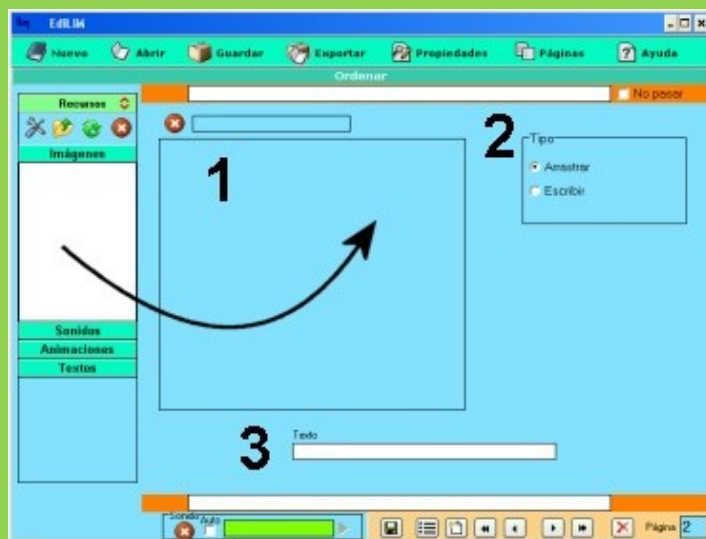 EdiLIM
Nuevo Abrir Guardar Exportar Propiedades Páginas Ayuda
Ordenar
Recursos
No pasar
Imágenes
1
2
Tipo
Arrastrar
Escribir
Sonidos
Animaciones
Textos
3
Texto
Sonido
Auto
Página 2